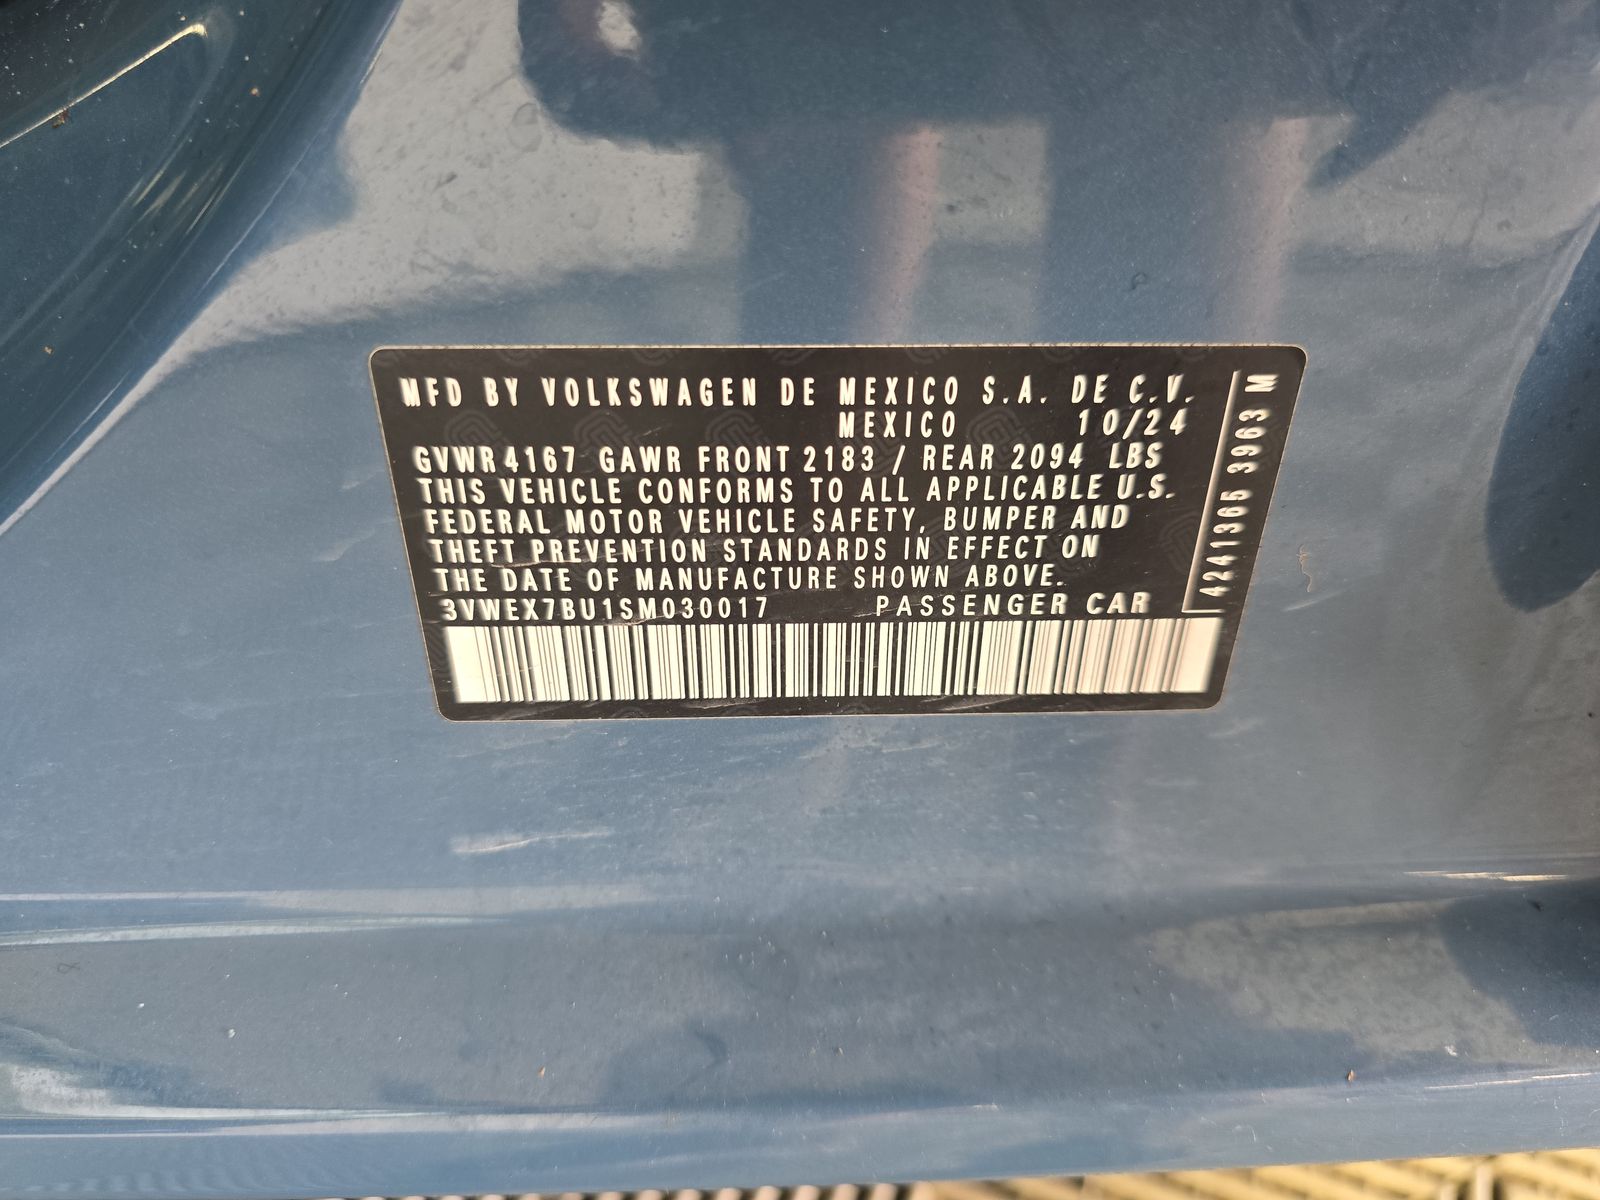 MFD BY VOLKSWAGEN DE MEXICO S.A. DE C.V.
MEXICO 10/24
GVWR 4167 GAWR FRONT 2183 / REAR 2094 LBS
THIS VEHICLE CONFORMS TO ALL APPLICABLE U.S.
FEDERAL MOTOR VEHICLE SAFETY, BUMPER AND
THEFT PREVENTION STANDARDS IN EFFECT ON
THE DATE OF MANUFACTURE SHOWN ABOVE.
3VWEX7BU1SM030017 PASSENGER CAR
4241365 3963 M